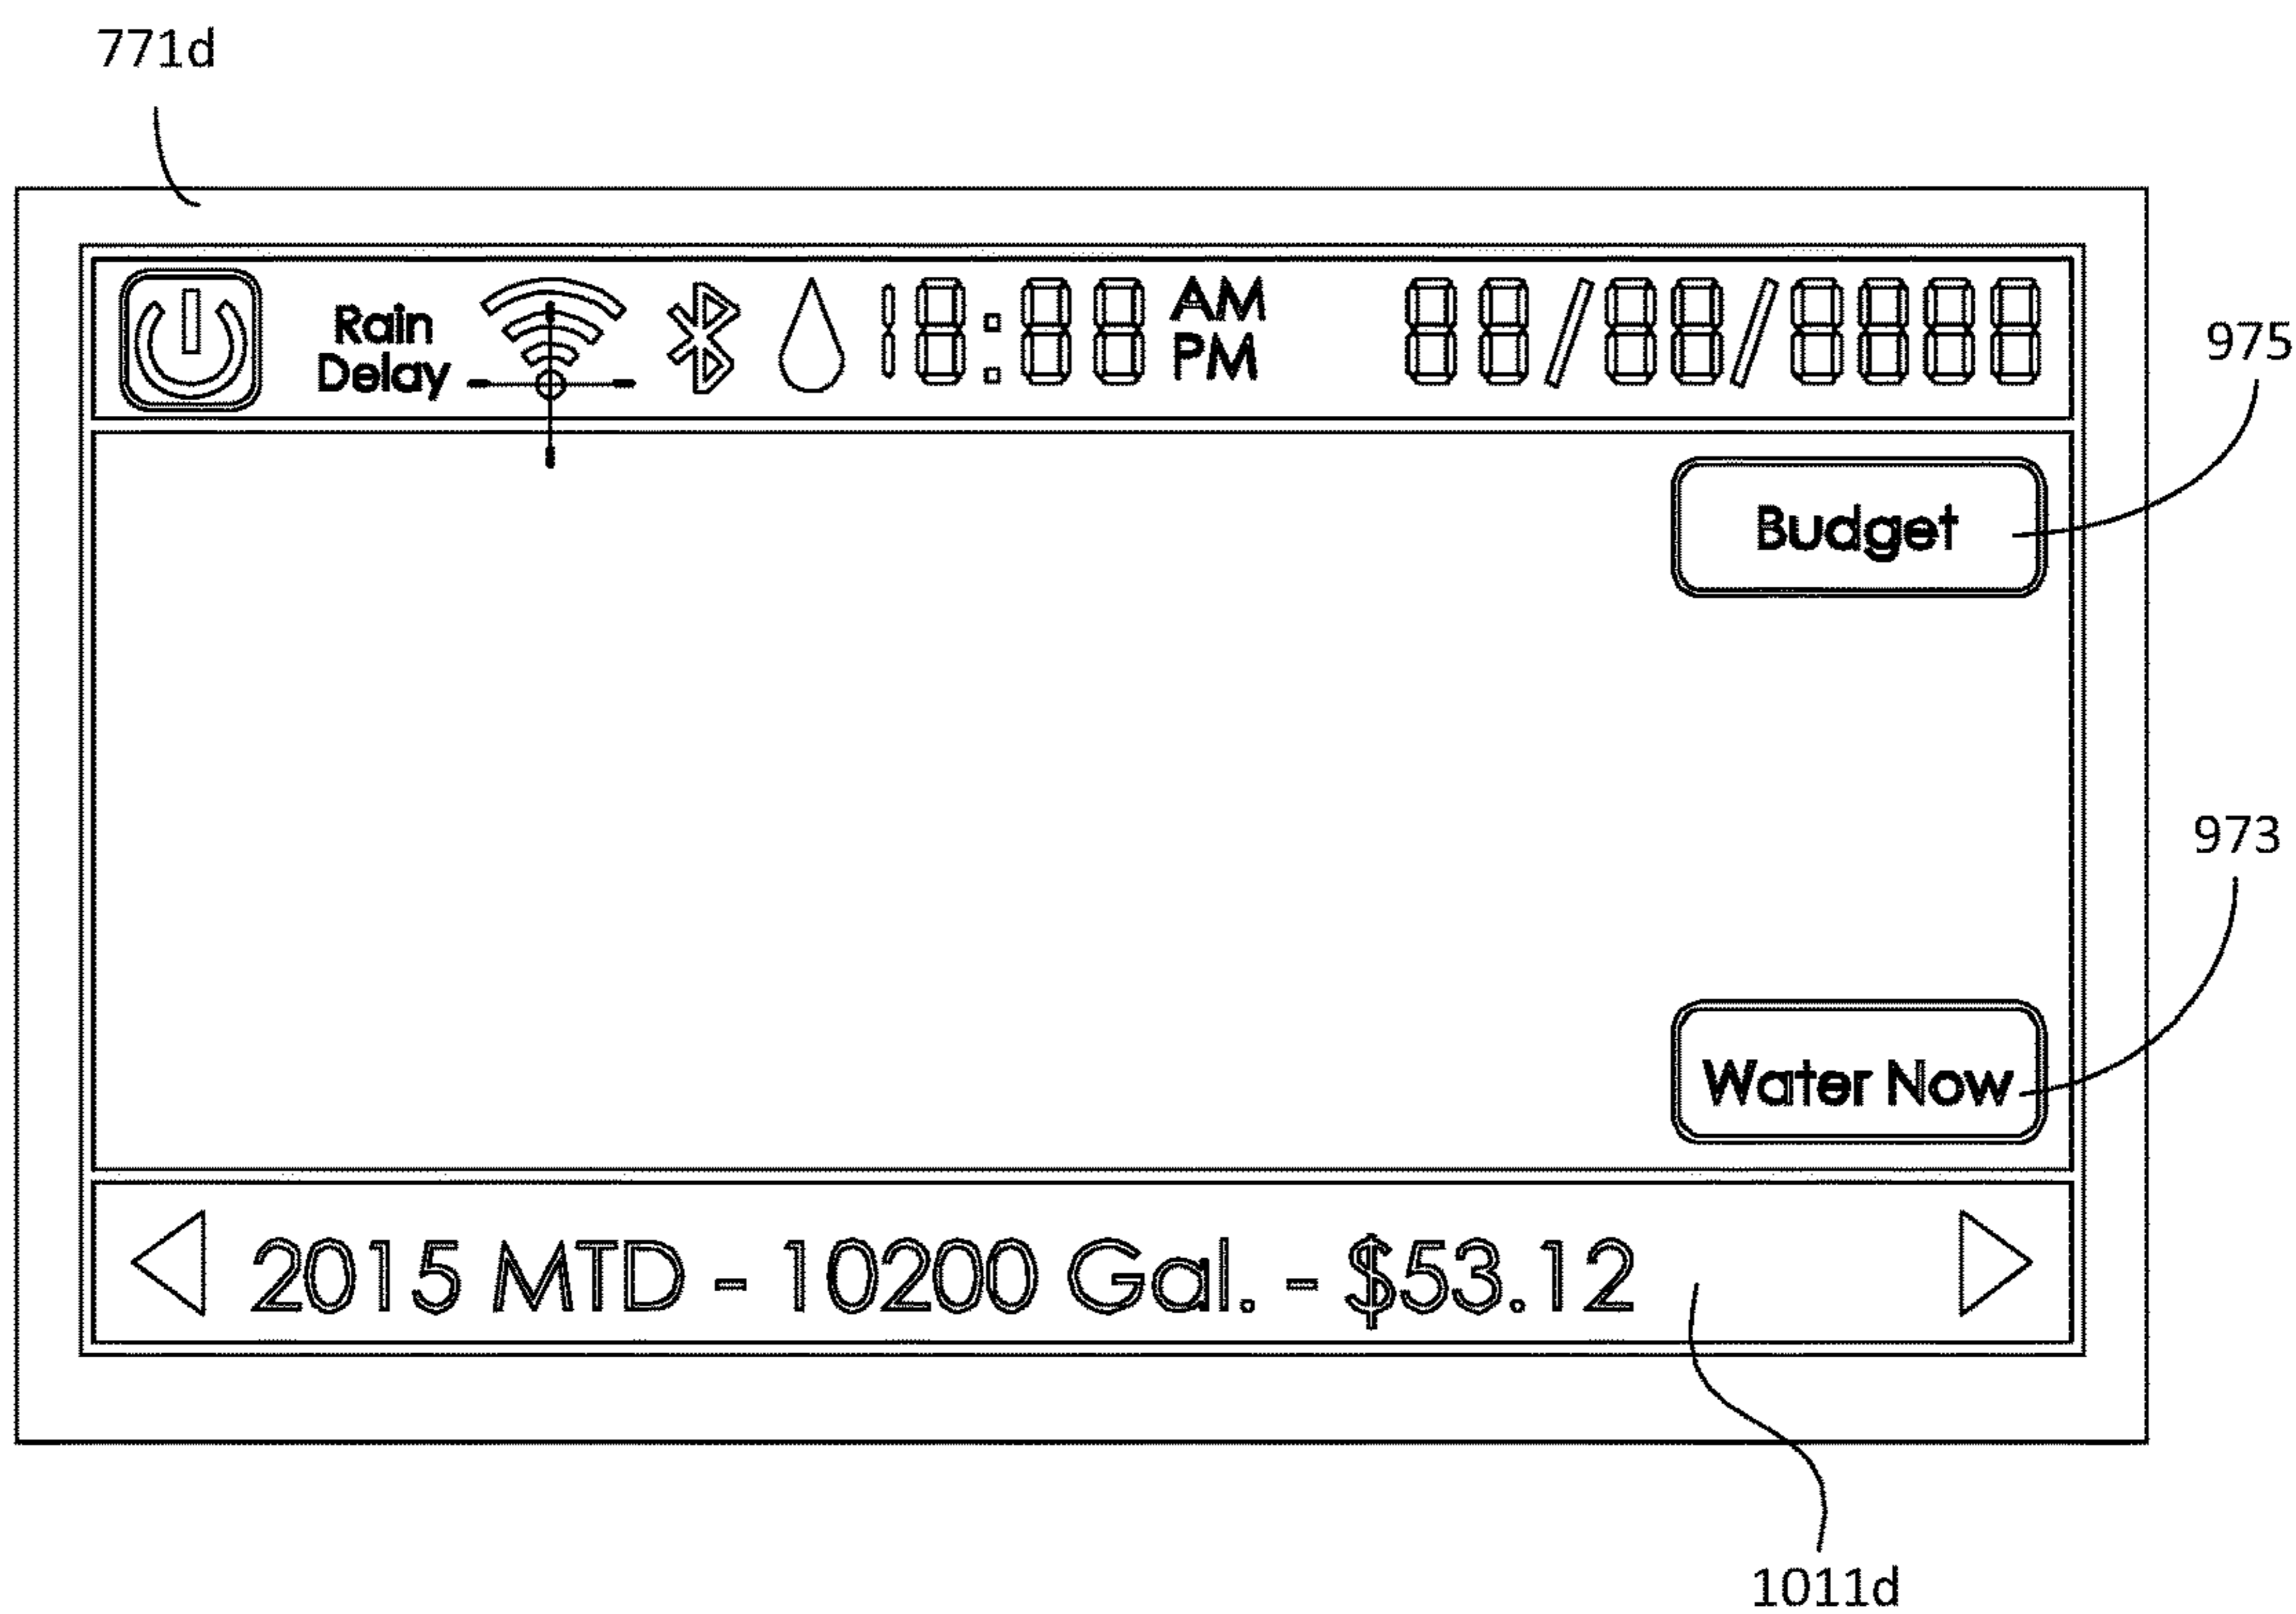 771d
Rain
Delay
18:88
AM
PM
88/88/8888
975
Budget
973
Water Now
2015 MTD - 10200 Gal. - $53.12
1011d